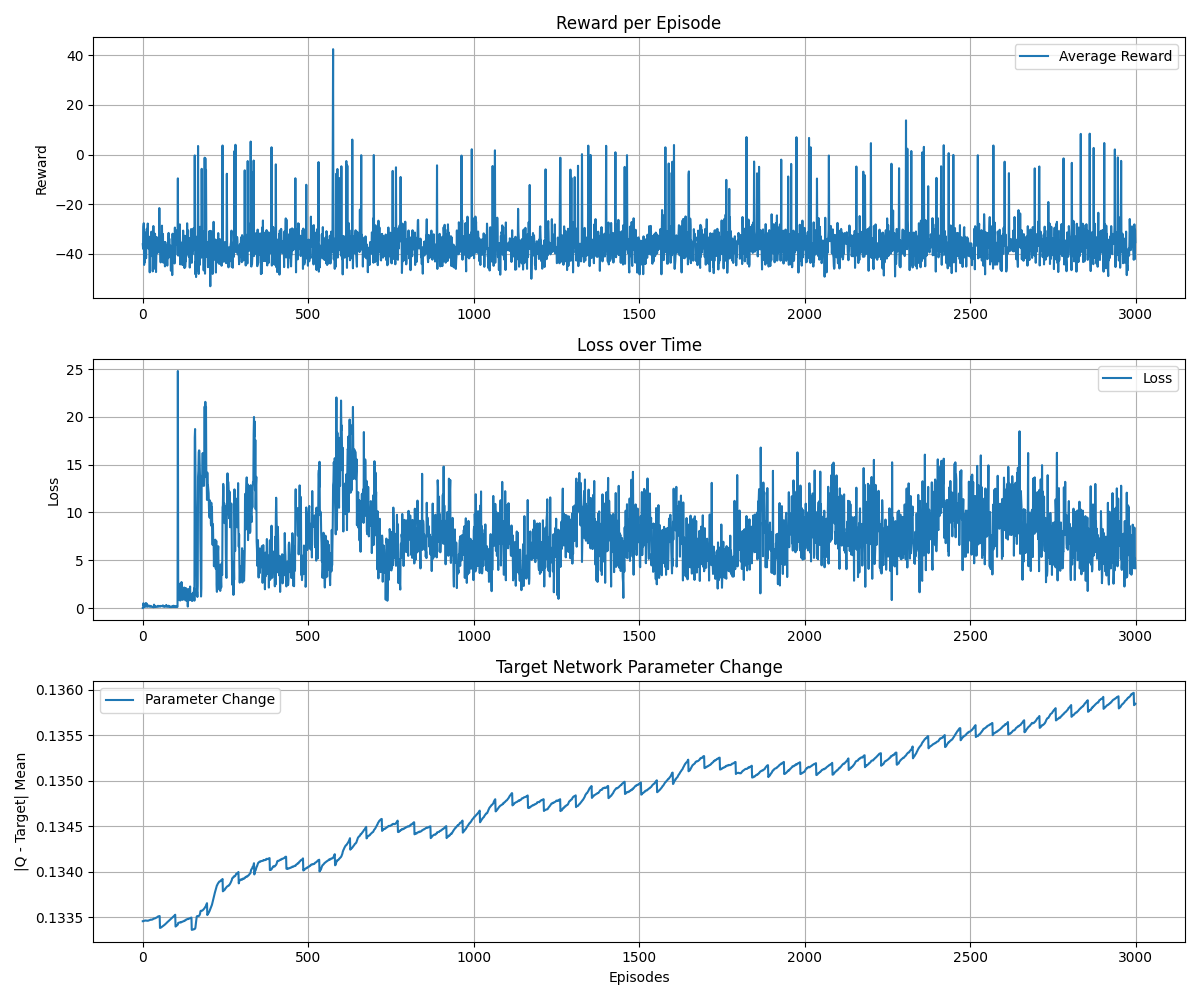 Reward per Episode
Reward
40
20
0
−20
−40
Average Reward
0 500 1000 1500 2000 2500 3000
Loss over Time
Loss
25
20
15
10
5
0
Loss
0 500 1000 1500 2000 2500 3000
Target Network Parameter Change
|Q - Target| Mean
0.1360
0.1355
0.1350
0.1345
0.1340
0.1335
Parameter Change
0 500 1000 1500 2000 2500 3000
Episodes